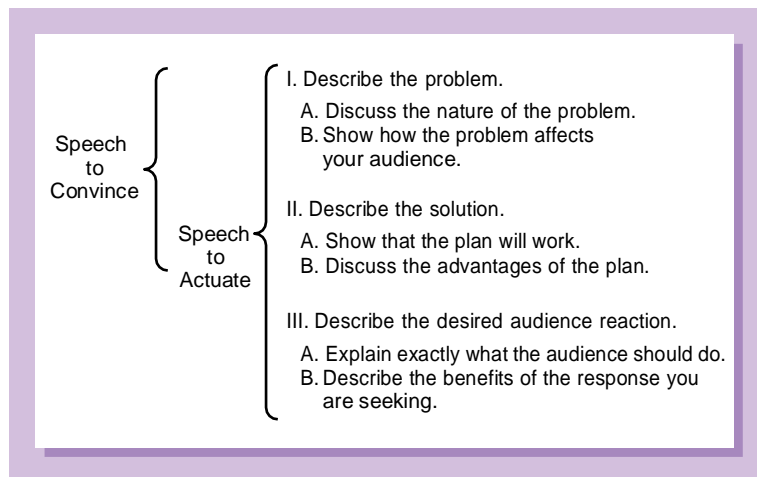 Speech
to
Convince
Speech
to
Actuate
I. Describe the problem.
A. Discuss the nature of the problem.
B. Show how the problem affects
your audience.
II. Describe the solution.
A. Show that the plan will work.
B. Discuss the advantages of the plan.
III. Describe the desired audience reaction.
A. Explain exactly what the audience should do.
B. Describe the benefits of the response you
are seeking.